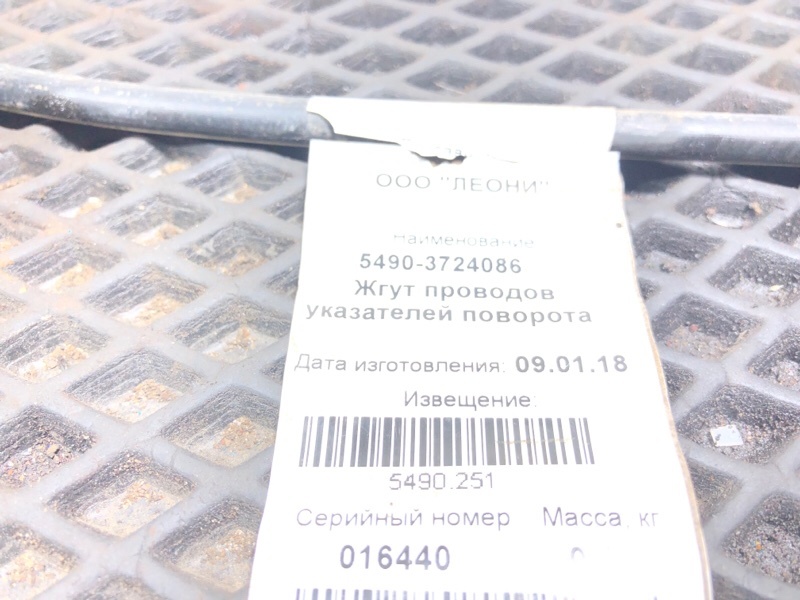 ООО "ЛЕОНИ"
Наименование
5490-3724086
Жгут проводов
указателей поворота
Дата изготовления: 09.01.18
Извещение:
5490.251
Серийный номер Масса, кг
016440